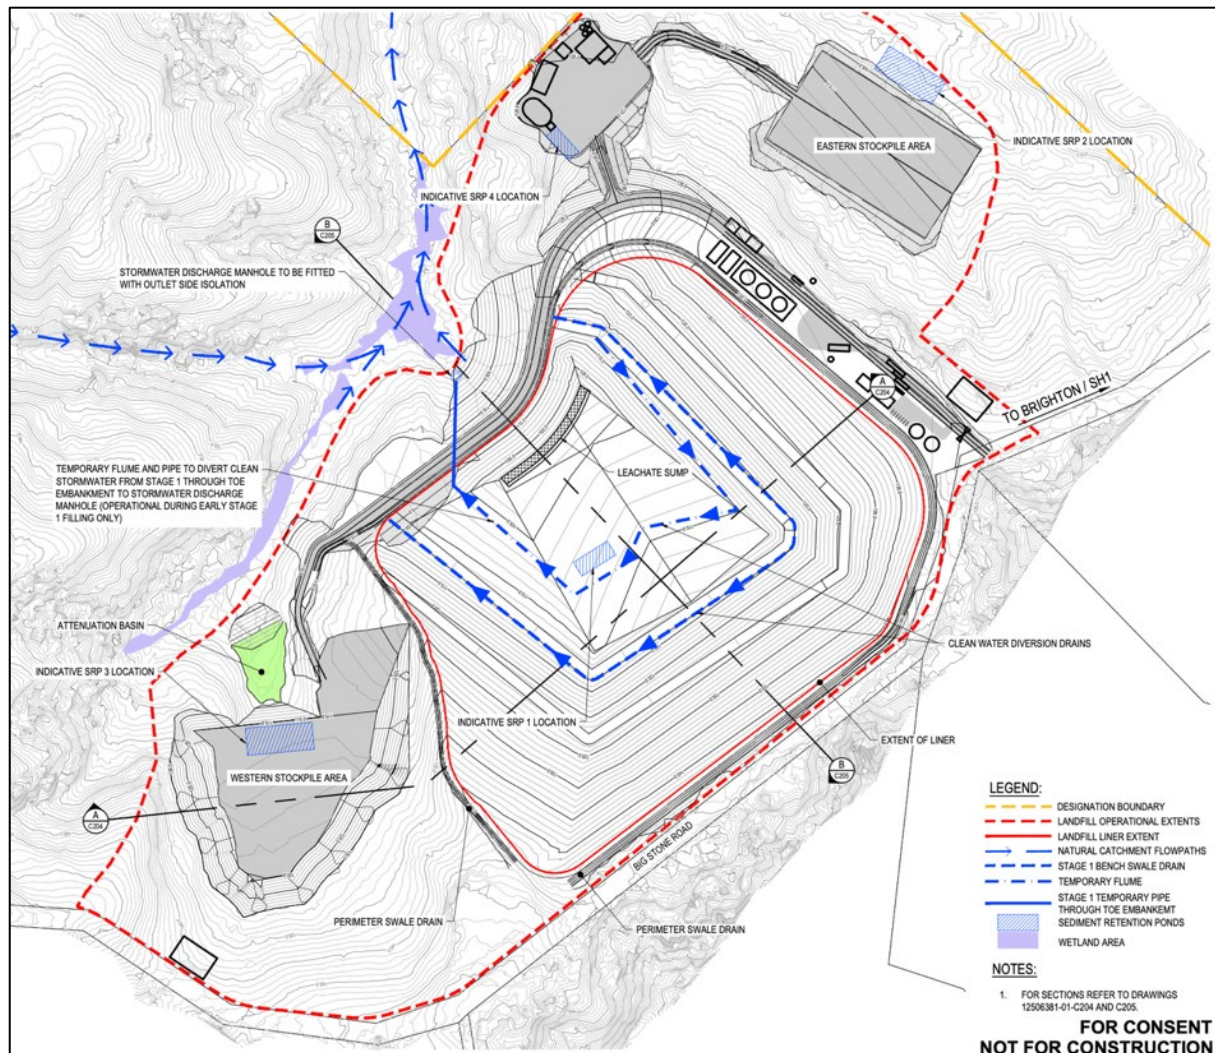 EASTERN STOCKPILE AREA
INDICATIVE SRP 2 LOCATION
INDICATIVE SRP 4 LOCATION
B
C205
STORMWATER DISCHARGE MANHOLE TO BE FITTED
WITH OUTLET SIDE ISOLATION
A
C204
TO BRIGHTON / SH1
TEMPORARY FLUME AND PIPE TO DIVERT CLEAN
STORMWATER FROM STAGE 1 THROUGH TOE
EMBANKMENT TO STORMWATER DISCHARGE
MANHOLE (OPERATIONAL DURING EARLY STAGE
1 FILLING ONLY)
LEACHATE SUMP
ATTENUATION BASIN
CLEAN WATER DIVERSION DRAINS
INDICATIVE SRP 3 LOCATION
INDICATIVE SRP 1 LOCATION
EXTENT OF LINER
WESTERN STOCKPILE AREA
B
C205
A
C204
BIG STONE ROAD
PERIMETER SWALE DRAIN
PERIMETER SWALE DRAIN
LEGEND:
DESIGNATION BOUNDARY
LANDFILL OPERATIONAL EXTENTS
LANDFILL LINER EXTENT
NATURAL CATCHMENT FLOWPATHS
STAGE 1 BENCH SWALE DRAIN
TEMPORARY FLUME
STAGE 1 TEMPORARY PIPE
THROUGH TOE EMBANKEMT
SEDIMENT RETENTION PONDS
WETLAND AREA
NOTES:
1. FOR SECTIONS REFER TO DRAWINGS
12506381-01-C204 AND C205.
FOR CONSENT
NOT FOR CONSTRUCTION